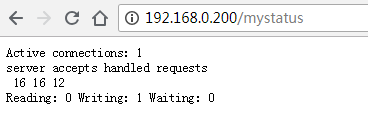 192.168.0.200/mystatus
Active connections: 1
server accepts handled requests
16 16 12
Reading: 0 Writing: 1 Waiting: 0